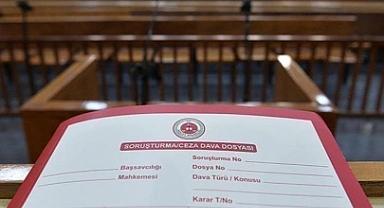 SORUŞTURMA/CEZA DAVA DOSYASI
Başsavcılığı
Mahkemesi
Soruşturma No
Dosya No
Dava Türü / Konusu
Karar T/No